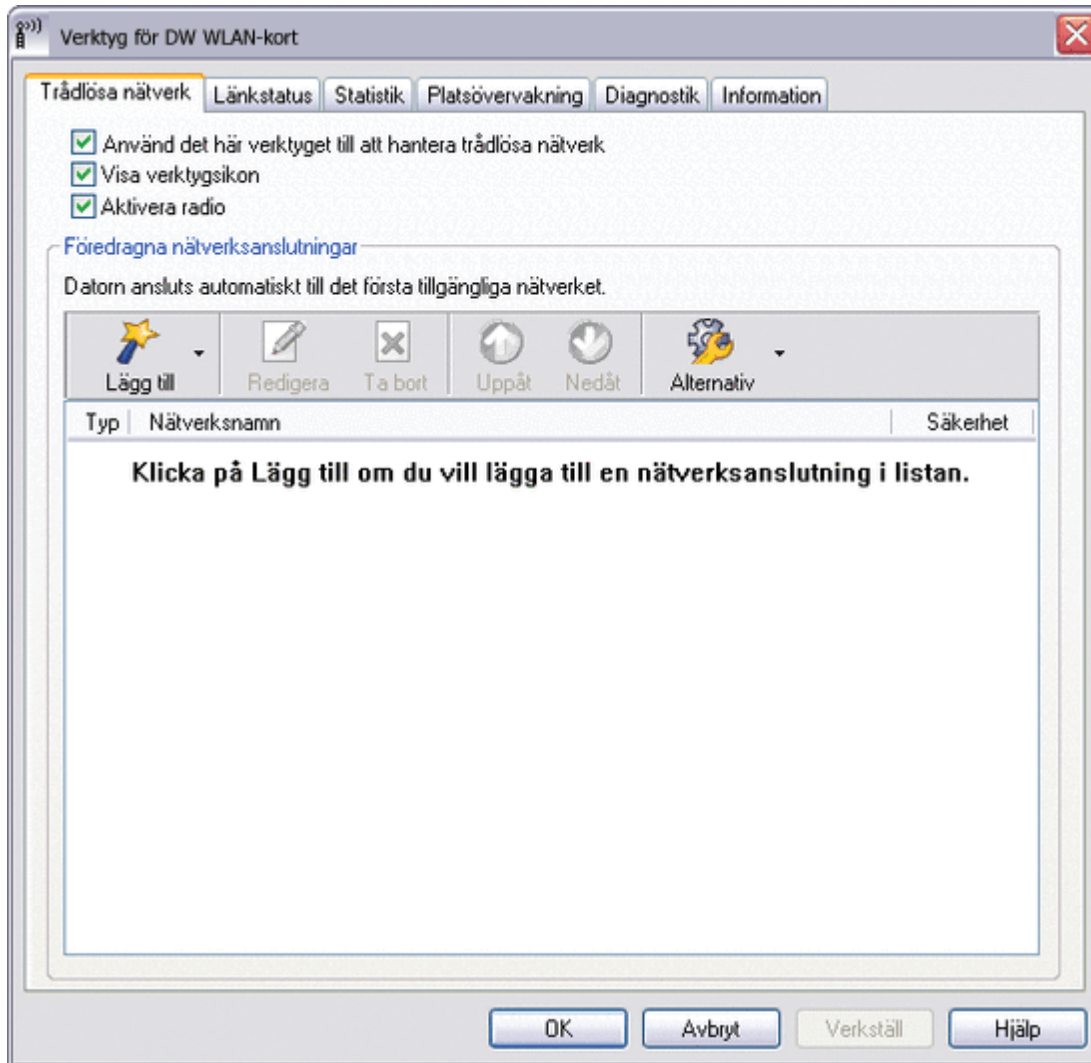 Verktyg för DW WLAN-kort
Trådlösa nätverk Länkstatus Statistik Platsövervakning Diagnostik Information
Använd det här verktyget till att hantera trådlösa nätverk
Visa verktygsikon
Aktivera radio
Föredragna nätverksanslutningar
Datorn ansluts automatiskt till det första tillgängliga nätverket.
Lägg till Redigera Ta bort Uppåt Nedåt Alternativ
Typ Nätverksnamn Säkerhet
Klicka på Lägg till om du vill lägga till en nätverksanslutning i listan.
OK Avbryt Verkställ Hjälp